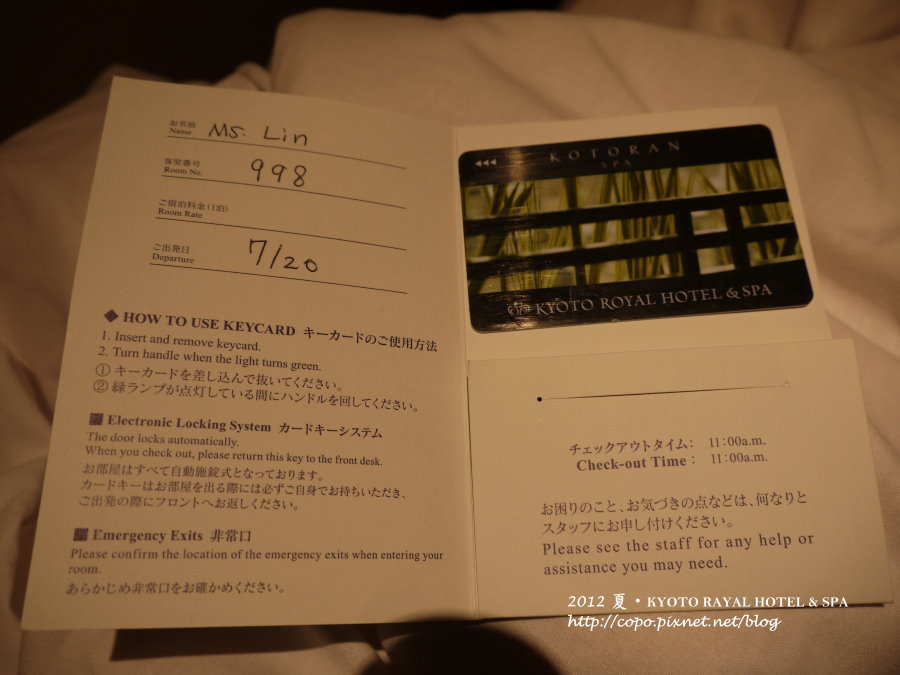 お名前
Name
Ms. Lin
客室番号
Room No.
998
ご宿泊料金(1泊)
Room Rate
ご出発日
Departure
7/20
◆ HOW TO USE KEYCARD キーカードのご使用方法
1. Insert and remove keycard.
2. Turn handle when the light turns green.
① キーカードを差し込んで抜いてください。
② 緑ランプが点灯している間にハンドルを回してください。
Electronic Locking System カードキーシステム
The door locks automatically.
When you check out, please return this key to the front desk.
お部屋はすべて自動施錠式となっております。
カードキーはお部屋を出る際には必ずご自身でお持ちいただき、
ご出発の際にフロントへお返しください。
Emergency Exits 非常口
Please confirm the location of the emergency exits when entering your
room.
あらかじめ非常口をお確かめください。
KOTORAN
SPA
KYOTO ROYAL HOTEL & SPA
チェックアウトタイム: 11:00a.m.
Check-out Time : 11:00a.m.
お困りのこと、お気づきの点などは、何なりと
スタッフにお申し付けください。
Please see the staff for any help or
assistance you may need.
2012 夏・KYOTO RAYAL HOTEL & SPA
http://copo.pixnet.net/blog